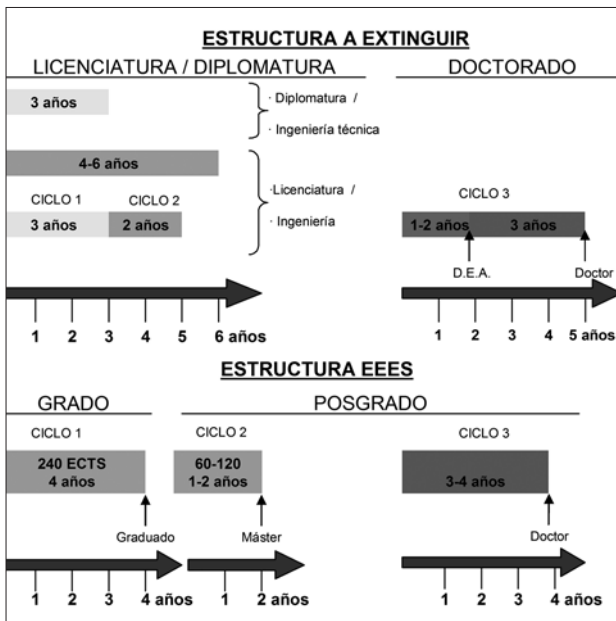 ESTRUCTURA A EXTINGUIR
LICENCIATURA / DIPLOMATURA
DOCTORADO
3 años
· Diplomatura /
· Ingeniería técnica
4-6 años
CICLO 1
CICLO 2
3 años
2 años
·Licenciatura /
· Ingeniería
CICLO 3
1-2 años
3 años
D.E.A.
Doctor
1 2 3 4 5 6 años
1 2 3 4 5 años
ESTRUCTURA EEES
GRADO
POSGRADO
CICLO 1
CICLO 2
CICLO 3
240 ECTS
4 años
60-120
1-2 años
3-4 años
Graduado
Máster
Doctor
1 2 3 4 años
1 2 años
1 2 3 4 años